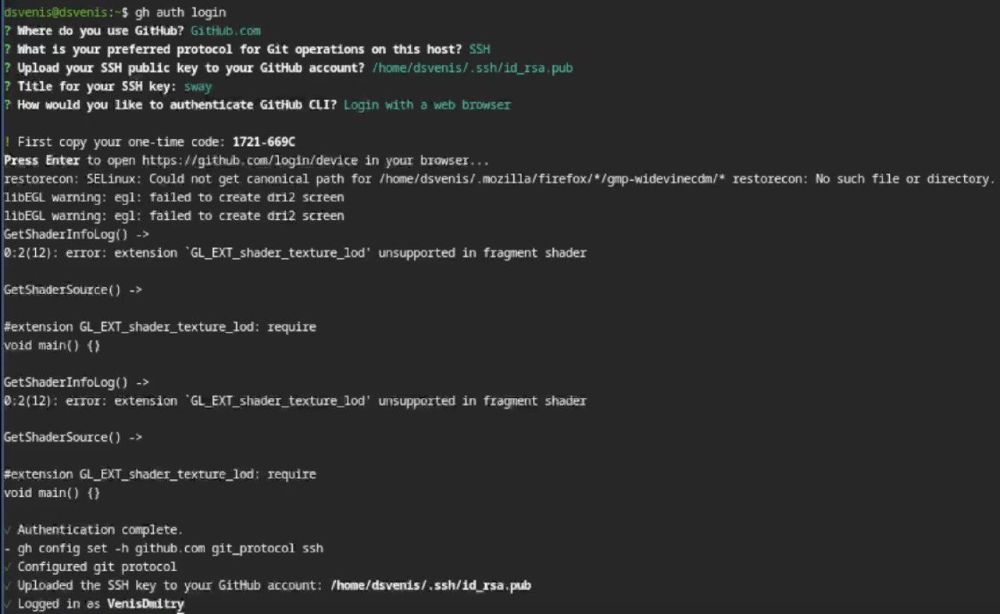 dsvenis@dsvenis:~$ gh auth login
? Where do you use GitHub? GitHub.com
? What is your preferred protocol for Git operations on this host? SSH
? Upload your SSH public key to your GitHub account? /home/dsvenis/.ssh/id_rsa.pub
? Title for your SSH key: sway
? How would you like to authenticate GitHub CLI? Login with a web browser
! First copy your one-time code: 1721-669C
Press Enter to open https://github.com/login/device in your browser...
restorecon: SELinux: Could not get canonical path for /home/dsvenis/.mozilla/firefox/*/gmp-widevinecdm/* restorecon: No such file or directory.
libEGL warning: egl: failed to create dri2 screen
libEGL warning: egl: failed to create dri2 screen
GetShaderInfoLog() ->
0:2(12): error: extension `GL_EXT_shader_texture_lod' unsupported in fragment shader
GetShaderSource() ->
#extension GL_EXT_shader_texture_lod: require
void main() {}
GetShaderInfoLog() ->
0:2(12): error: extension `GL_EXT_shader_texture_lod' unsupported in fragment shader
GetShaderSource() ->
#extension GL_EXT_shader_texture_lod: require
void main() {}
✓ Authentication complete.
- gh config set -h github.com git_protocol ssh
✓ Configured git protocol
✓ Uploaded the SSH key to your GitHub account: /home/dsvenis/.ssh/id_rsa.pub
✓ Logged in as VenisDmitry